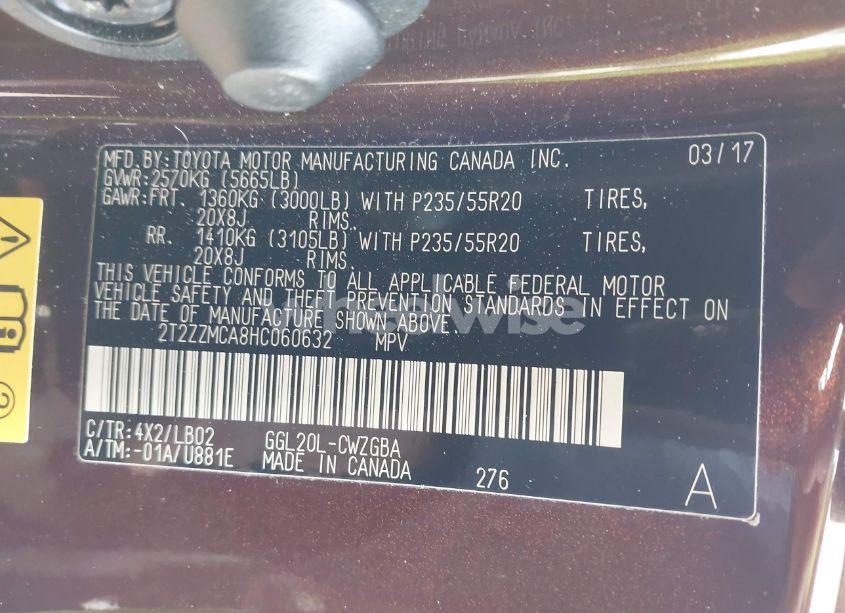 MFD. BY:TOYOTA MOTOR MANUFACTURING CANADA INC. 03/17
GVWR:2570KG (5665LB)
GAWR:FRT. 1360KG (3000LB) WITH P235/55R20 TIRES,
20X8J RIMS.
RR. 1410KG (3105LB) WITH P235/55R20 TIRES,
20X8J RIMS.
THIS VEHICLE CONFORMS TO ALL APPLICABLE FEDERAL MOTOR
VEHICLE SAFETY AND THEFT PREVENTION STANDARDS IN EFFECT ON
THE DATE OF MANUFACTURE SHOWN ABOVE.
2T2ZZMCA8HC060632 MPV
C/TR:4X2/LB02 GGL20L-CWZGBA
A/TM:-01A/U881E MADE IN CANADA 276 A